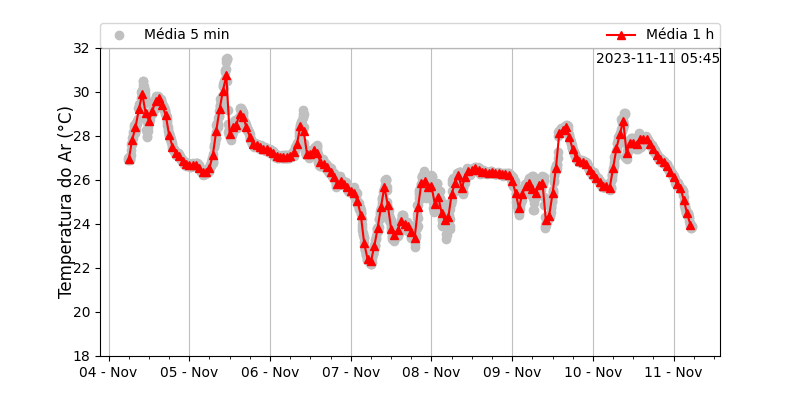 Média 5 min
Média 1 h
2023-11-11 05:45
Temperatura do Ar (°C)
32
30
28
26
24
22
20
18
04 - Nov
05 - Nov
06 - Nov
07 - Nov
08 - Nov
09 - Nov
10 - Nov
11 - Nov